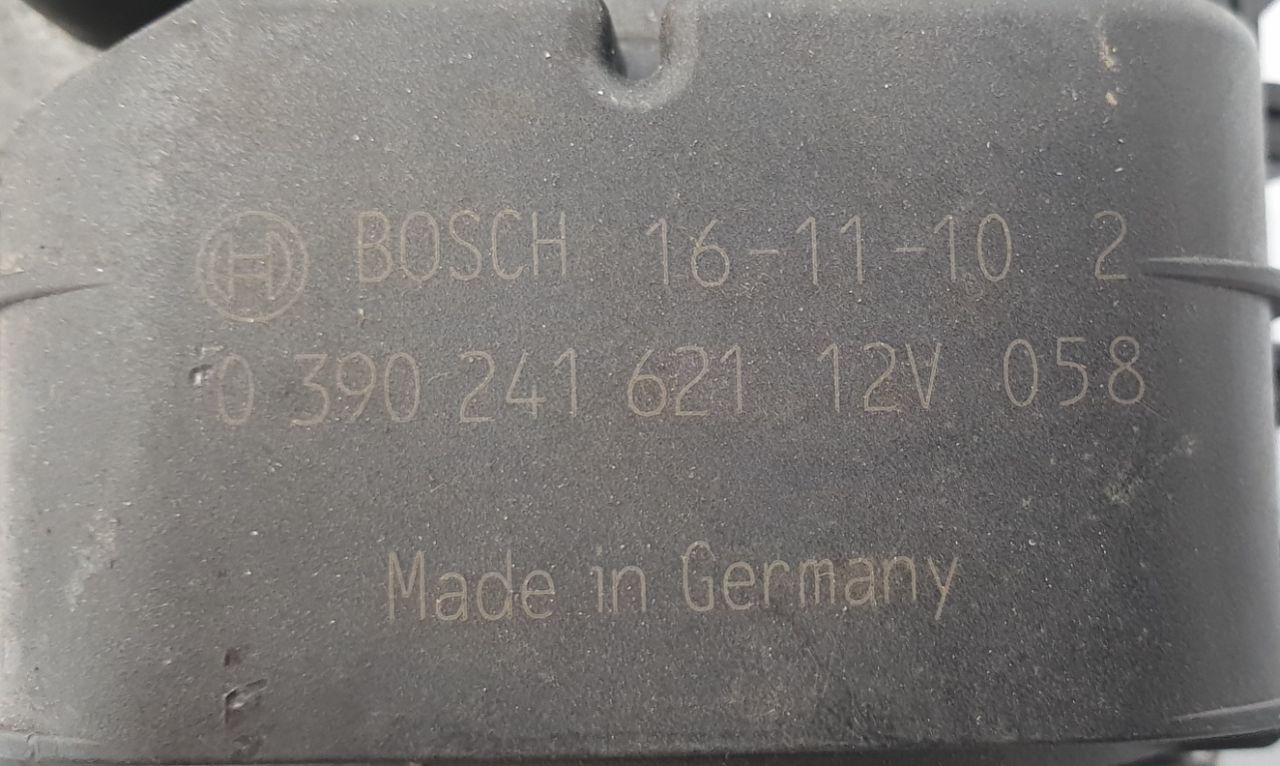 BOSCH 16-11-10 2
0 390 241 621 12V 058
Made in Germany